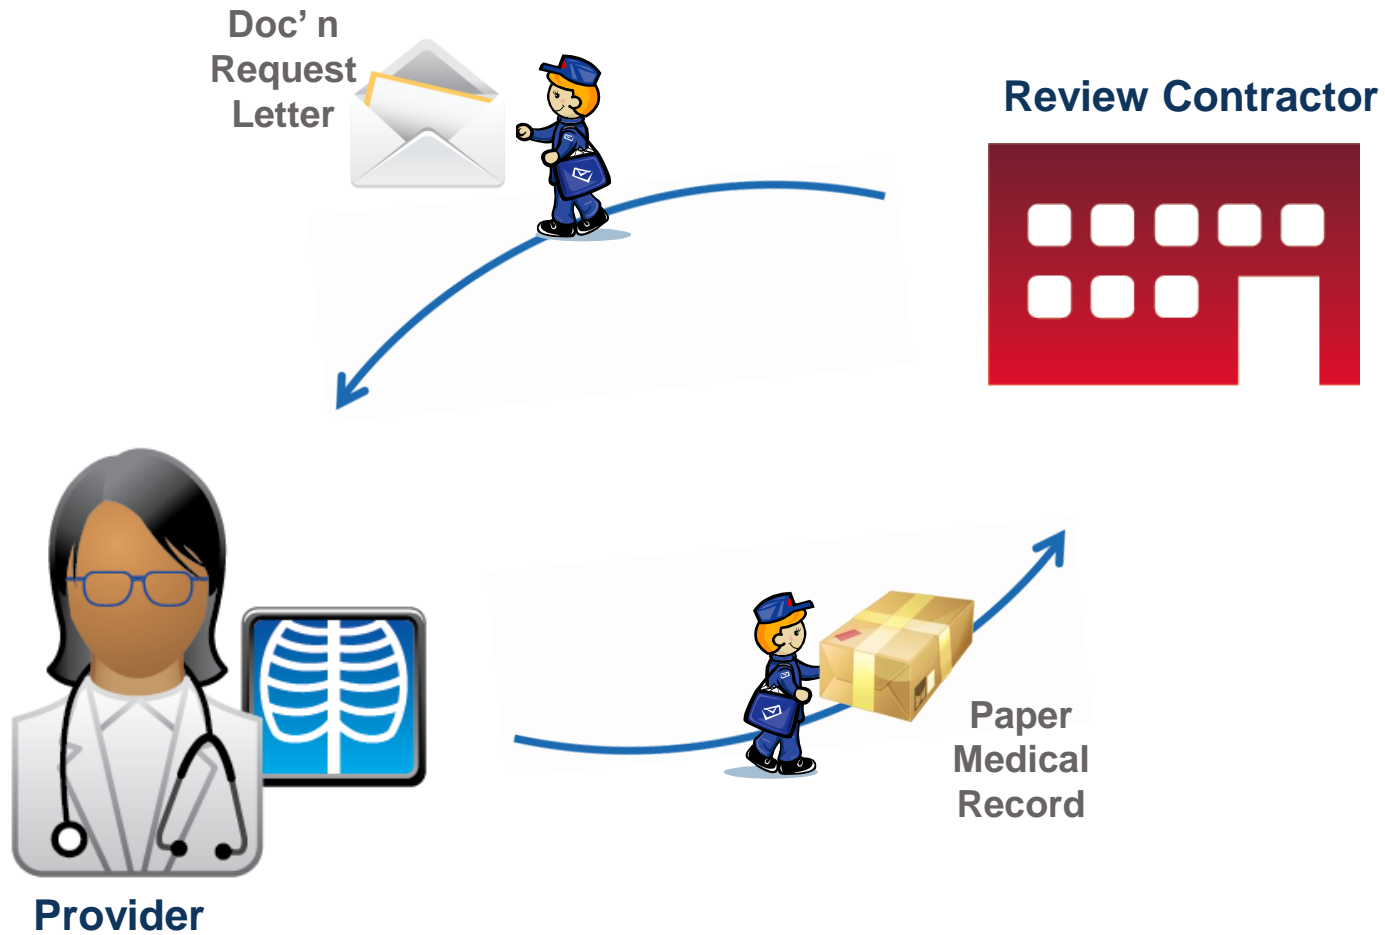 Doc’ n
Request
Letter
Review Contractor
Paper
Medical
Record
Provider